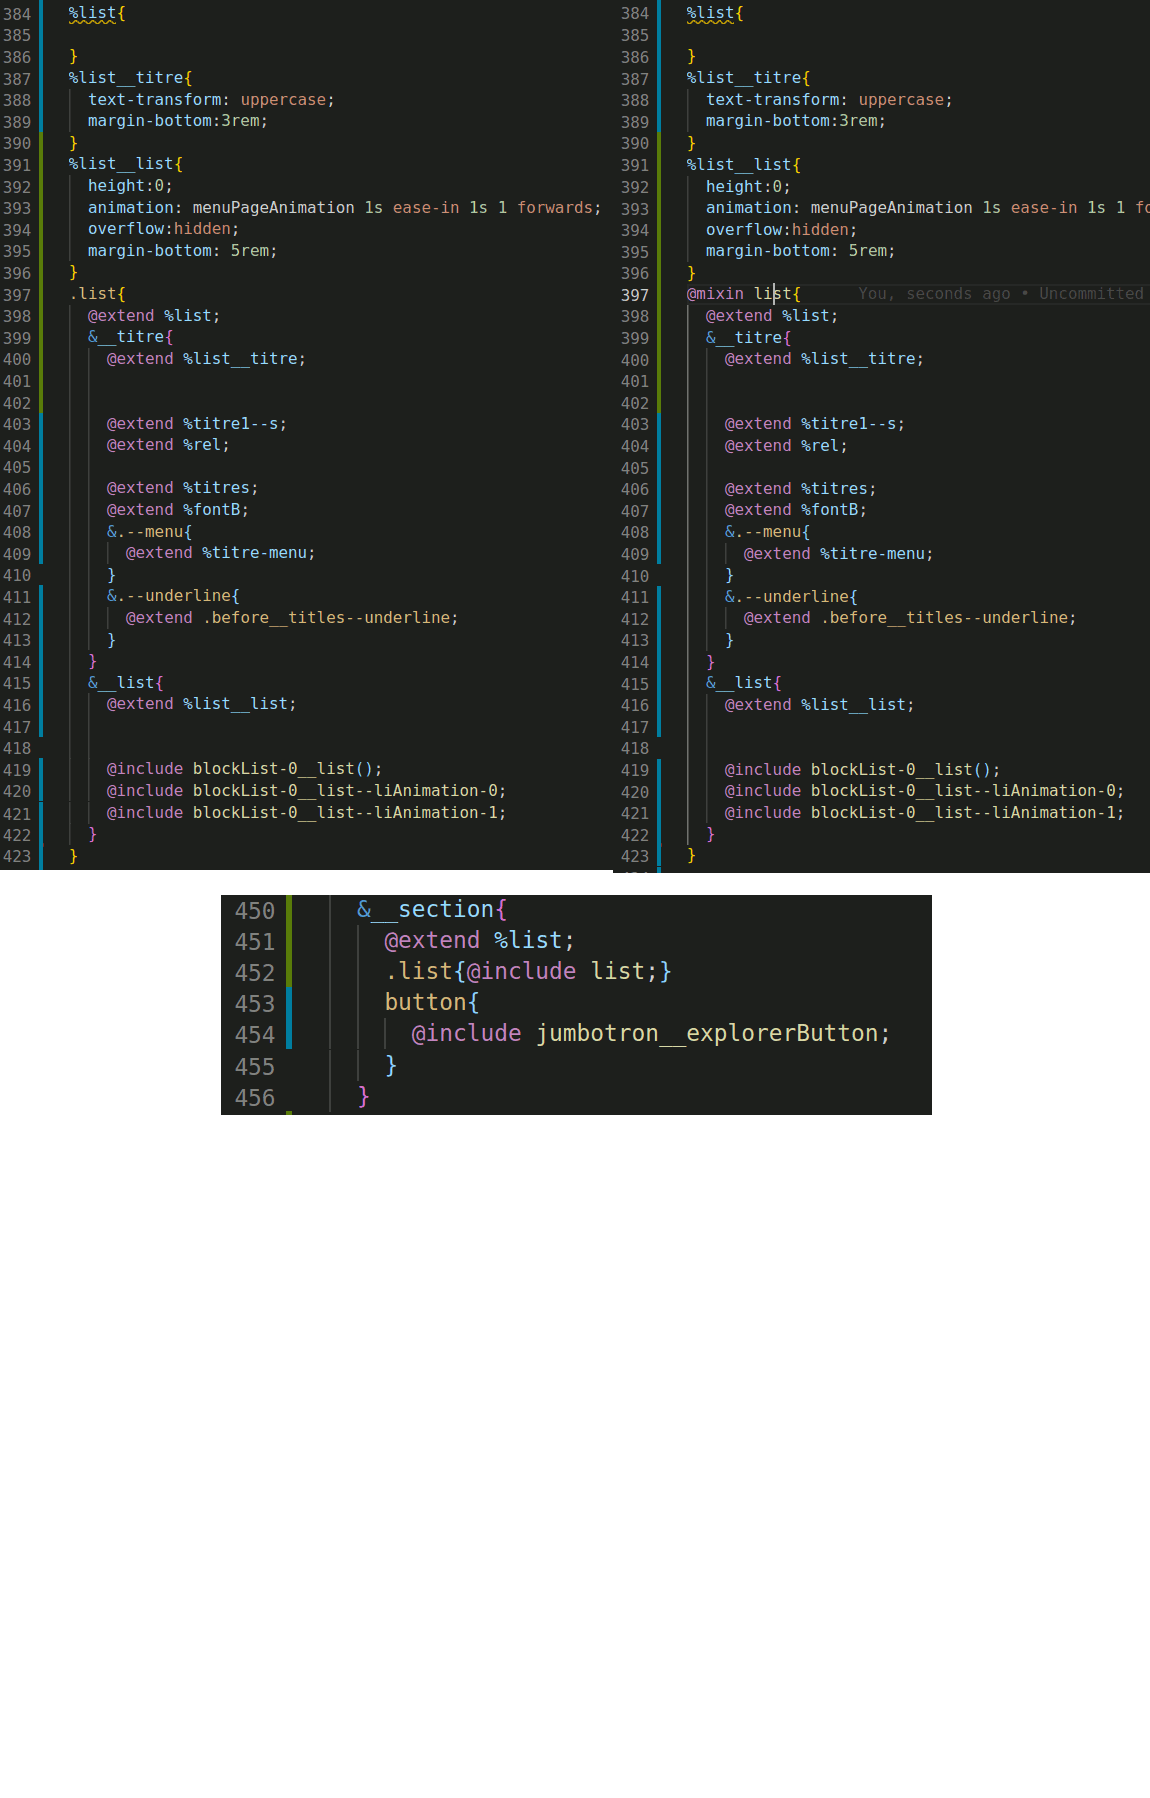 384 %list{
385
386 }
387 %list__titre{
388 text-transform: uppercase;
389 margin-bottom:3rem;
390 }
391 %list__list{
392 height:0;
393 animation: menuPageAnimation 1s ease-in 1s 1 forwards;
394 overflow:hidden;
395 margin-bottom: 5rem;
396 }
397 .list{
398 @extend %list;
399 &__titre{
400 @extend %list__titre;
401
402
403 @extend %titre1--s;
404 @extend %rel;
405
406 @extend %titres;
407 @extend %fontB;
408 &.--menu{
409 @extend %titre-menu;
410 }
411 &.--underline{
412 @extend .before__titles--underline;
413 }
414 }
415 &__list{
416 @extend %list__list;
417
418
419 @include blockList-0__list();
420 @include blockList-0__list--liAnimation-0;
421 @include blockList-0__list--liAnimation-1;
422 }
423 }
384 %list{
385
386 }
387 %list__titre{
388 text-transform: uppercase;
389 margin-bottom:3rem;
390 }
391 %list__list{
392 height:0;
393 animation: menuPageAnimation 1s ease-in 1s 1 fo
394 overflow:hidden;
395 margin-bottom: 5rem;
396 }
397 @mixin list{ You, seconds ago • Uncommitted
398 @extend %list;
399 &__titre{
400 @extend %list__titre;
401
402
403 @extend %titre1--s;
404 @extend %rel;
405
406 @extend %titres;
407 @extend %fontB;
408 &.--menu{
409 @extend %titre-menu;
410 }
411 &.--underline{
412 @extend .before__titles--underline;
413 }
414 }
415 &__list{
416 @extend %list__list;
417
418
419 @include blockList-0__list();
420 @include blockList-0__list--liAnimation-0;
421 @include blockList-0__list--liAnimation-1;
422 }
423 }
450 &__section{
451 @extend %list;
452 .list{@include list;}
453 button{
454 @include jumbotron__explorerButton;
455 }
456 }